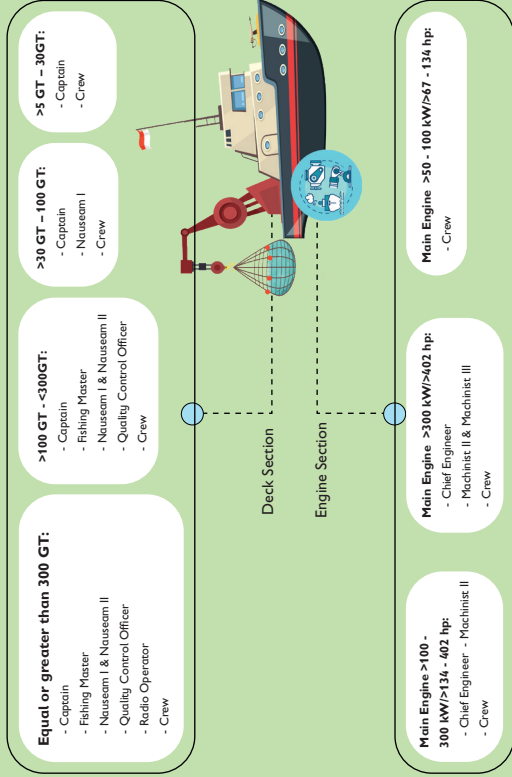 Equal or greater than 300 GT:
- Captain
- Fishing Master
- Nauseam I & Nauseam II
- Quality Control Officer
- Radio Operator
- Crew
>100 GT - <300GT:
- Captain
- Fishing Master
- Nauseam I & Nauseam II
- Quality Control Officer
- Crew
>30 GT – 100 GT:
- Captain
- Nauseam I
- Crew
>5 GT – 30GT:
- Captain
- Crew
Deck Section
Engine Section
Main Engine >100 -
300 kW/>134 - 402 hp:
- Chief Engineer - Machinist II
- Crew
Main Engine >300 kW/>402 hp:
- Chief Engineer
- Machinist II & Machinist III
- Crew
Main Engine >50 - 100 kW/>67 - 134 hp:
- Crew